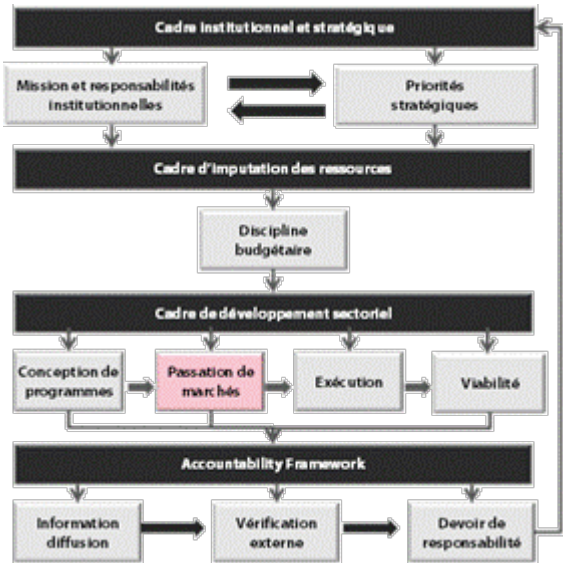 Cadre institutionnel et stratégique
Mission et responsabilités
institutionnelles
Priorités
stratégiques
Cadre d'imputation des ressources
Discipline
budgétaire
Cadre de développement sectoriel
Conception de
programmes
Passation de
marchés
Exécution
Viabilité
Accountability Framework
Information
diffusion
Vérification
externe
Devoir de
responsabilité